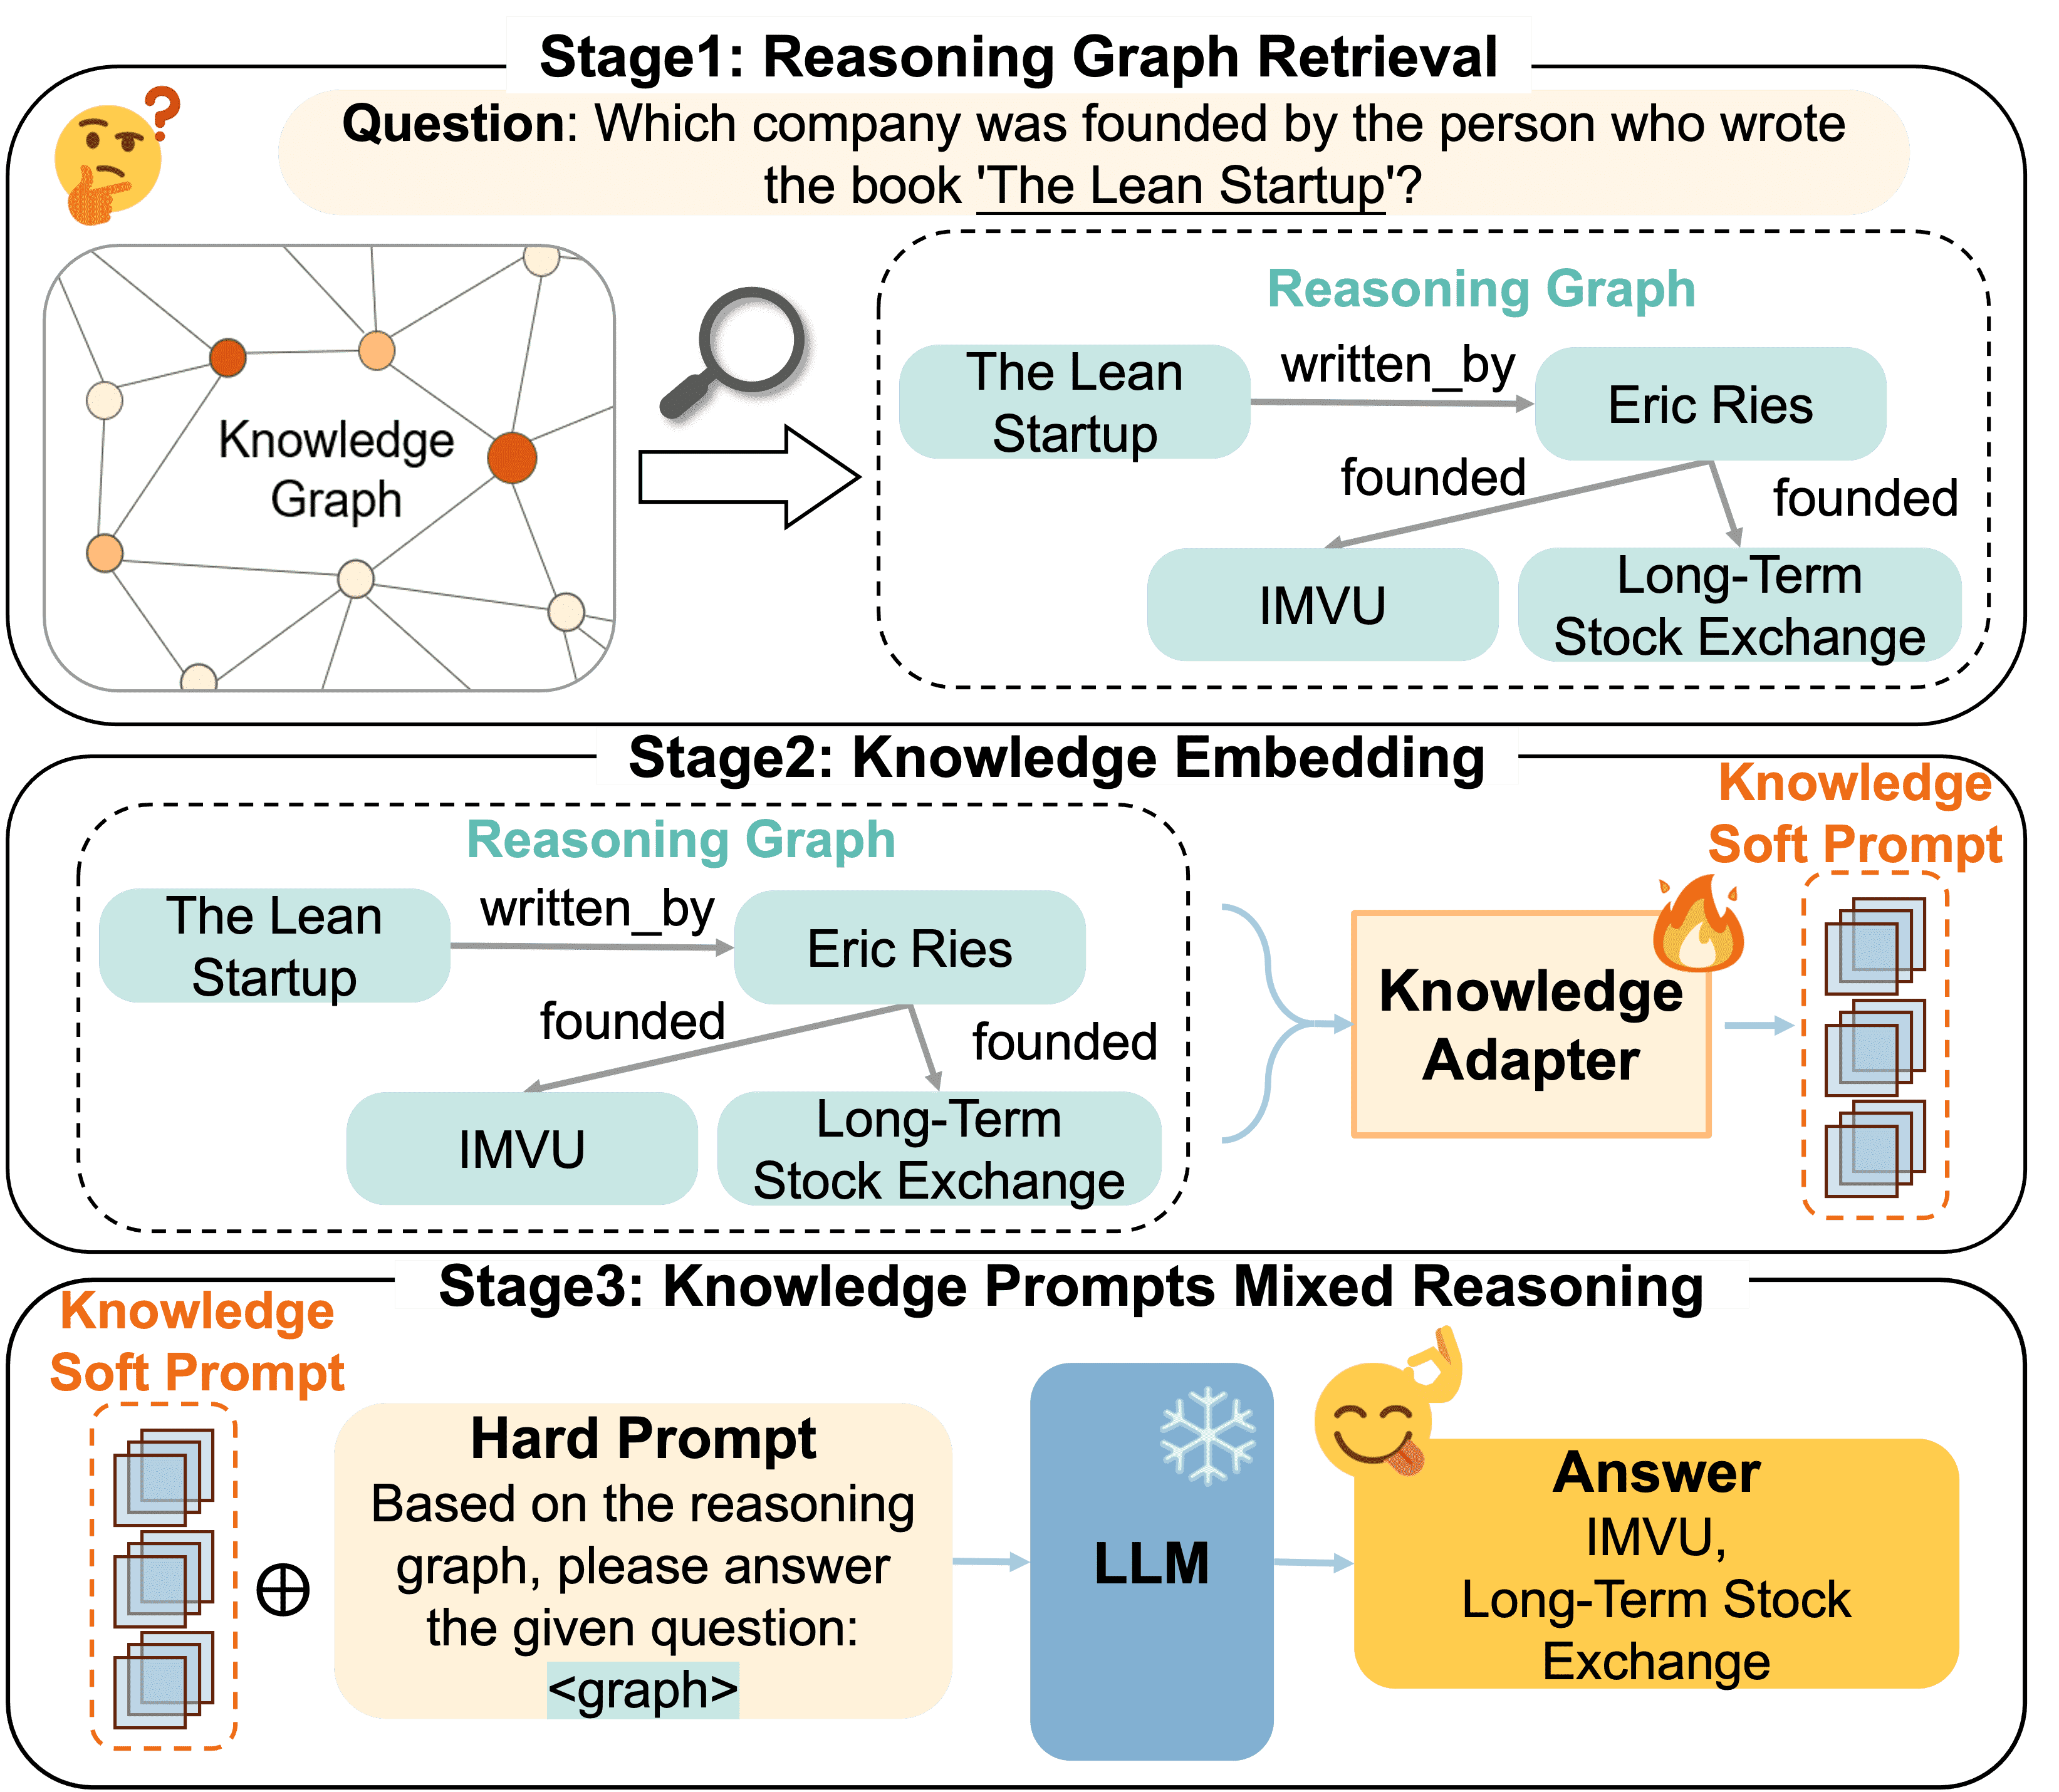 Stage1: Reasoning Graph Retrieval
Question: Which company was founded by the person who wrote
the book 'The Lean Startup'?
Knowledge
Graph
Reasoning Graph
The Lean
Startup
written_by
Eric Ries
founded
founded
IMVU
Long-Term
Stock Exchange
Stage2: Knowledge Embedding
Reasoning Graph
The Lean
Startup
written_by
Eric Ries
founded
founded
IMVU
Long-Term
Stock Exchange
Knowledge
Adapter
Knowledge
Soft Prompt
Stage3: Knowledge Prompts Mixed Reasoning
Knowledge
Soft Prompt
Hard Prompt
Based on the reasoning
graph, please answer
the given question:
<graph>
LLM
Answer
IMVU,
Long-Term Stock
Exchange